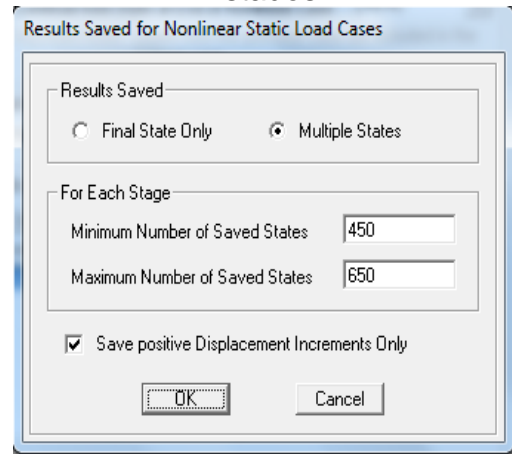 Results Saved for Nonlinear Static Load Cases
Results Saved
Final State Only Multiple States
For Each Stage
Minimum Number of Saved States 450
Maximum Number of Saved States 650
Save positive Displacement Increments Only
OK Cancel